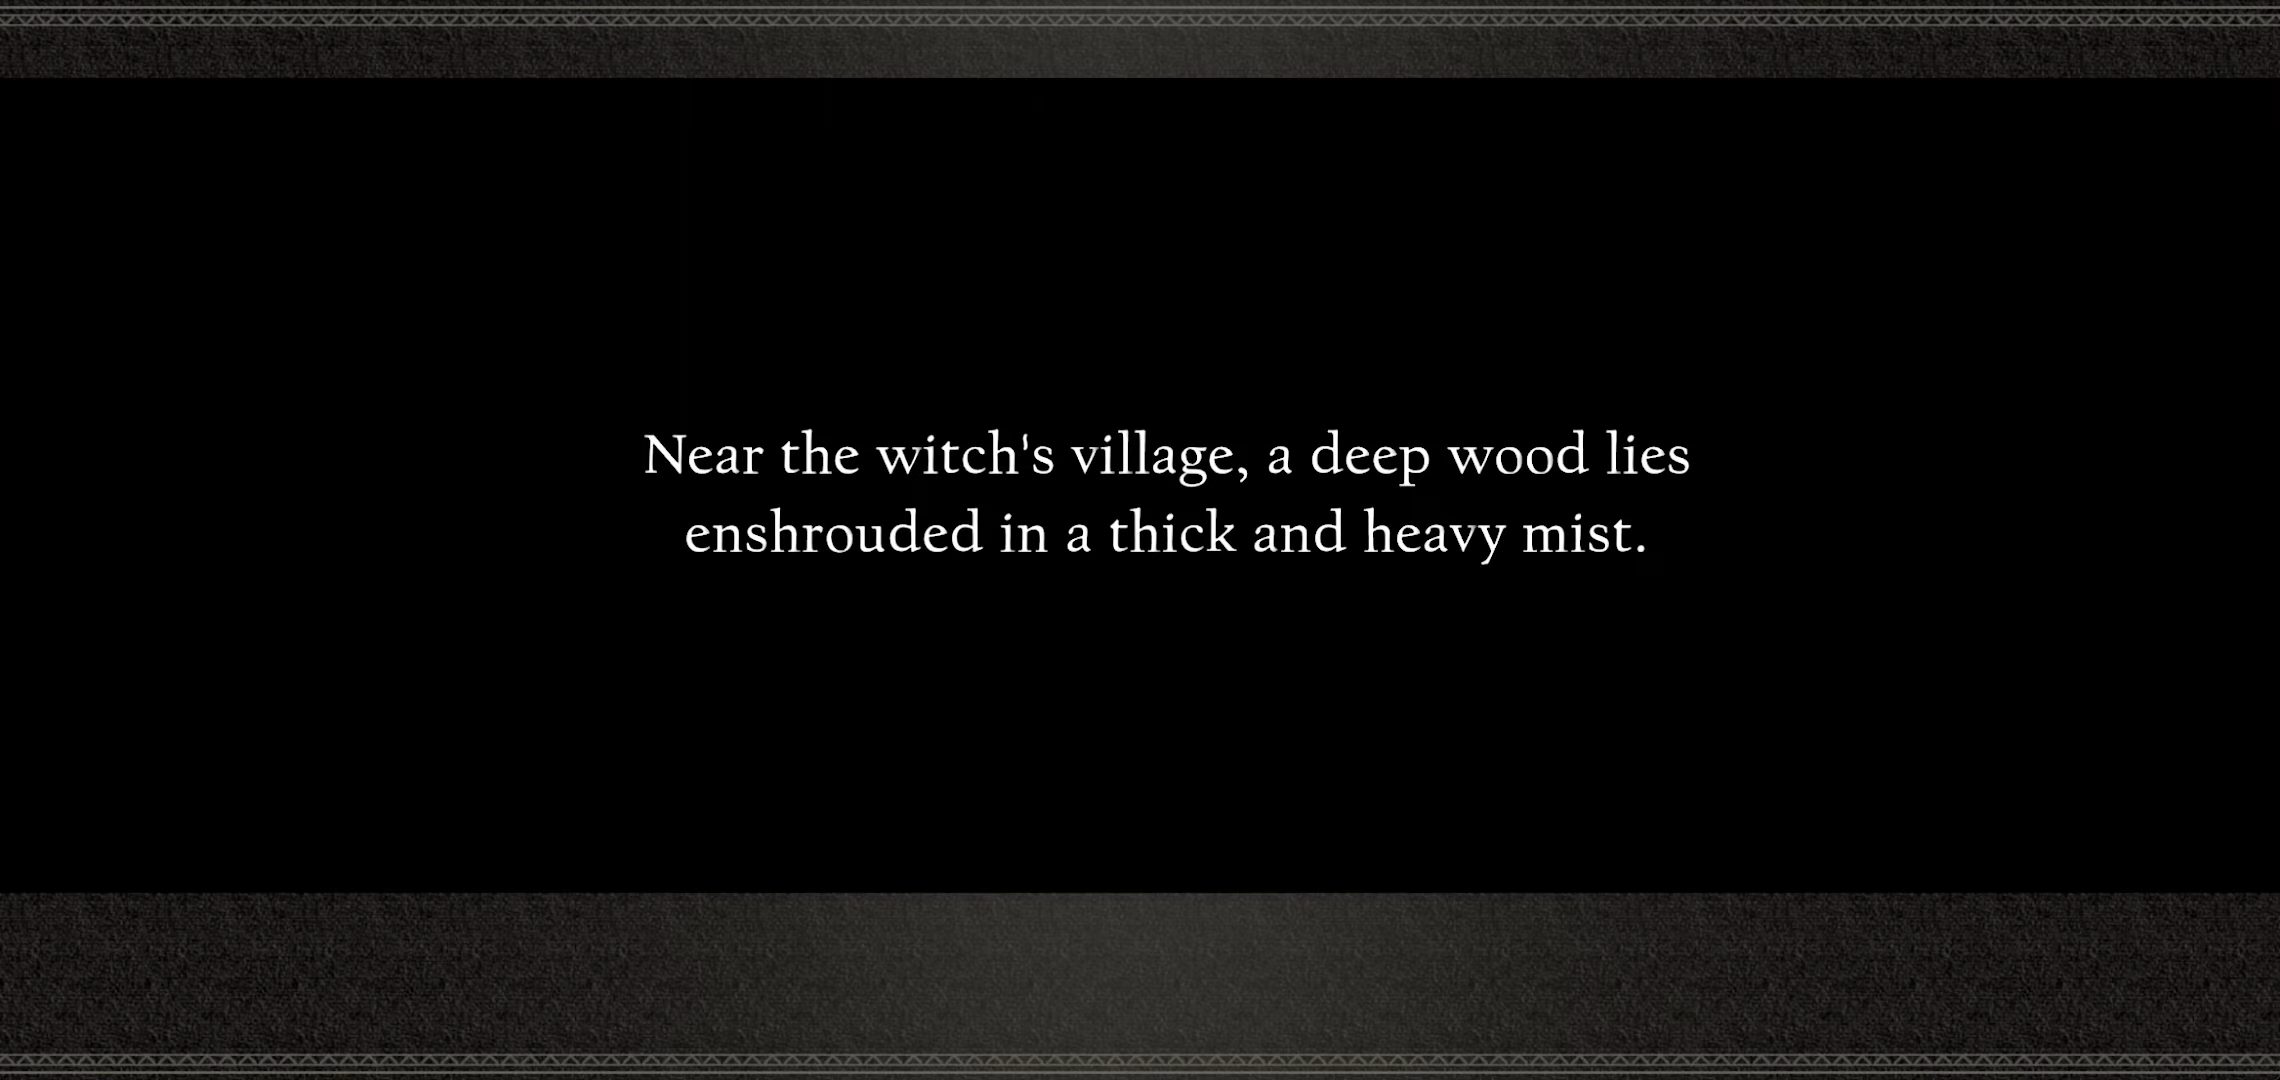 Near the witch's village, a deep wood lies
enshrouded in a thick and heavy mist.